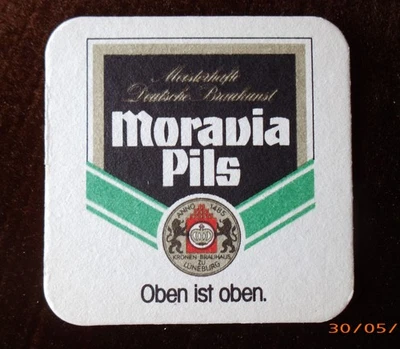 Meisterhafte
Deutsche Braukunst
Moravia
Pils
ANNO 1485
KRONEN-BRAUHAUS
ZU
LÜNEBURG
Oben ist oben.
30/05/